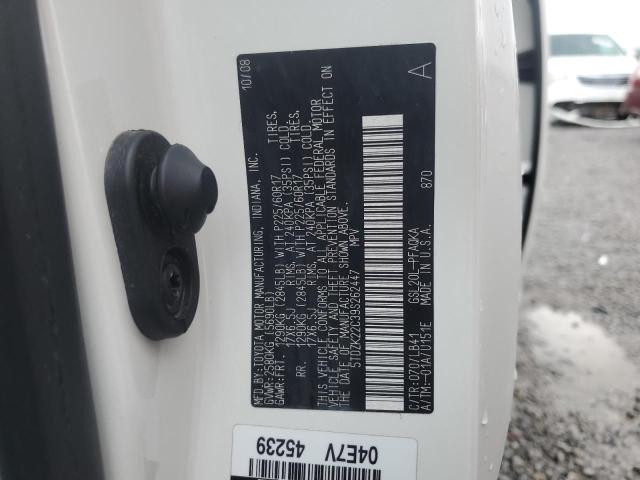 10/08
MFD. BY: TOYOTA MOTOR MANUFACTURING, INDIANA, INC.
GVWR: 2580KG (5690LB)
GAWR: FRT. 1290KG (2845LB) WITH P225/60R17 TIRES,
17X6.5J RIMS, AT 240KPA (35PSI) COLD.
RR. 1290KG (2845LB) WITH P225/60R17 TIRES,
17X6.5J RIMS, AT 240KPA (35PSI) COLD.
THIS VEHICLE CONFORMS TO ALL APPLICABLE FEDERAL MOTOR
VEHICLE SAFETY AND THEFT PREVENTION STANDARDS IN EFFECT ON
THE DATE OF MANUFACTURE SHOWN ABOVE.
5TDZK22C39S262447 MPV
C/TR:070/LB41 GSL20L-PFAQKA
A/TM:-01A/U151E MADE IN U.S.A.
870
A
04E7V 45239